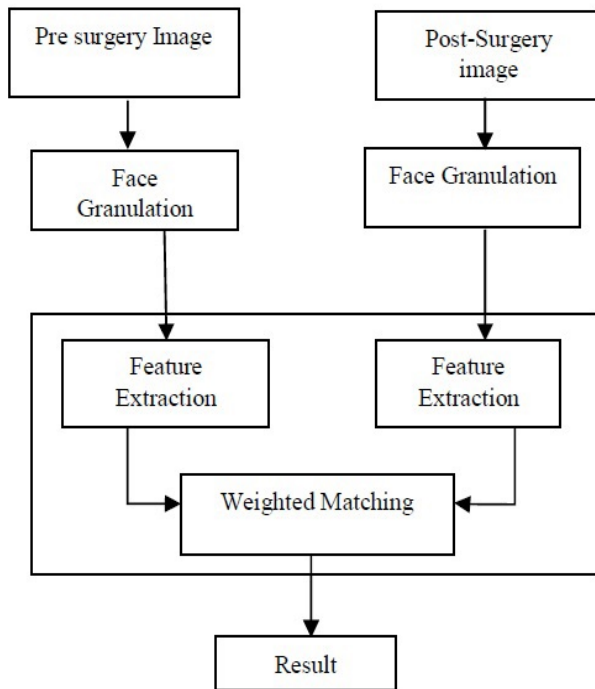 Pre surgery Image
Post-Surgery
image
Face
Granulation
Face Granulation
Feature
Extraction
Feature
Extraction
Weighted Matching
Result